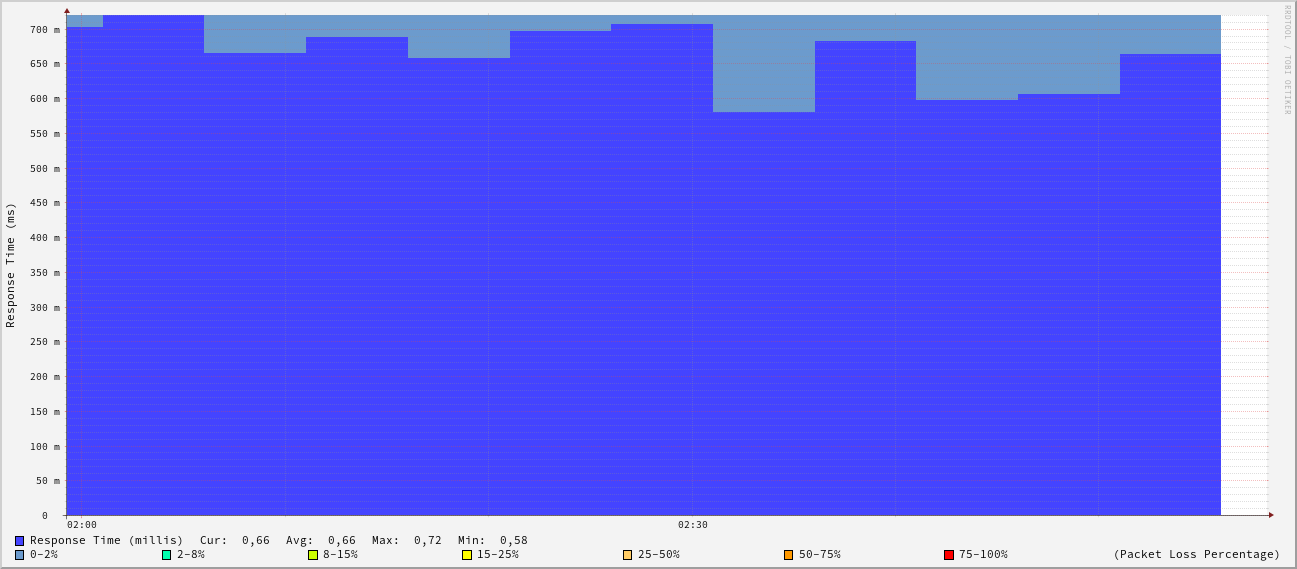 RRDTOOL / TOBI OETIKER
Response Time (ms)
700 m
650 m
600 m
550 m
500 m
450 m
400 m
350 m
300 m
250 m
200 m
150 m
100 m
50 m
0
02:00 02:30
Response Time (millis) Cur: 0,66 Avg: 0,66 Max: 0,72 Min: 0,58
0-2% 2-8% 8-15% 15-25% 25-50% 50-75% 75-100% (Packet Loss Percentage)